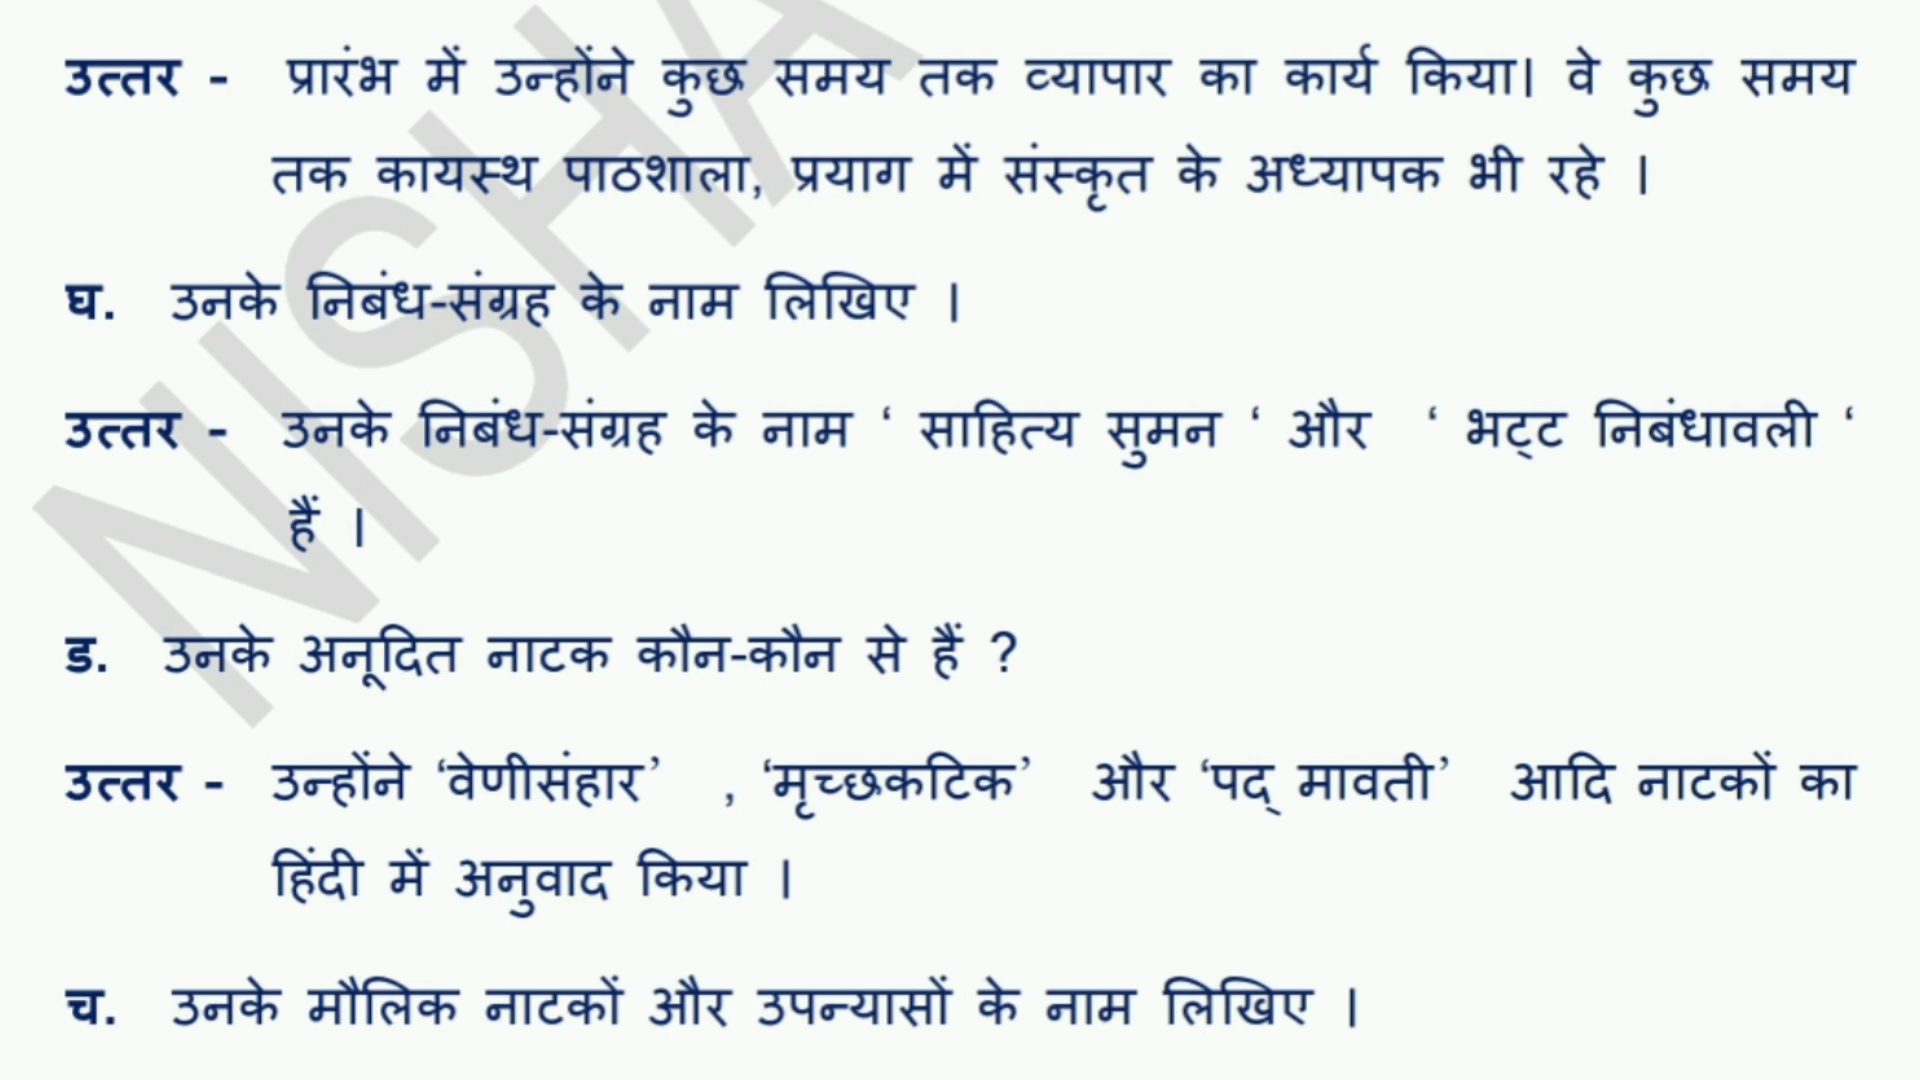 उत्तर - प्रारंभ में उन्होंने कुछ समय तक व्यापार का कार्य किया। वे कुछ समय
तक कायस्थ पाठशाला, प्रयाग में संस्कृत के अध्यापक भी रहे ।
घ. उनके निबंध-संग्रह के नाम लिखिए ।
उत्तर - उनके निबंध-संग्रह के नाम ‘ साहित्य सुमन ‘ और ‘ भट्ट निबंधावली ‘
हैं ।
ड. उनके अनूदित नाटक कौन-कौन से हैं ?
उत्तर - उन्होंने ‘वेणीसंहार’ , ‘मृच्छकटिक’ और ‘पद् मावती’ आदि नाटकों का
हिंदी में अनुवाद किया ।
च. उनके मौलिक नाटकों और उपन्यासों के नाम लिखिए ।
NISHA